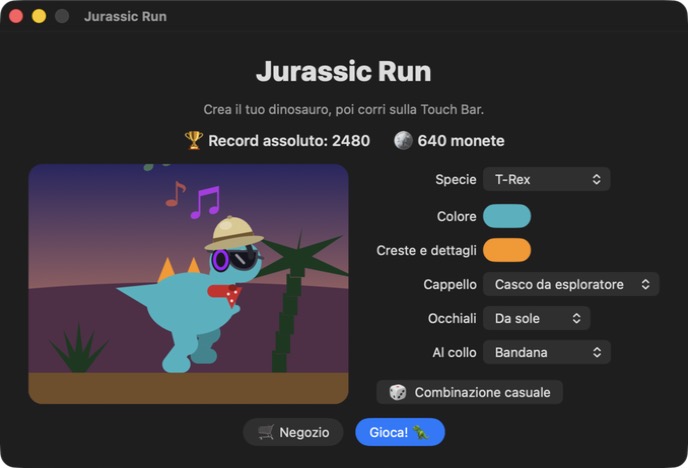 Jurassic Run
Jurassic Run
Crea il tuo dinosauro, poi corri sulla Touch Bar.
🏆 Record assoluto: 2480 🪙 640 monete
Specie T-Rex
Colore
Creste e dettagli
Cappello Casco da esploratore
Occhiali Da sole
Al collo Bandana
🎲 Combinazione casuale
🛒 Negozio Gioca! 🦖